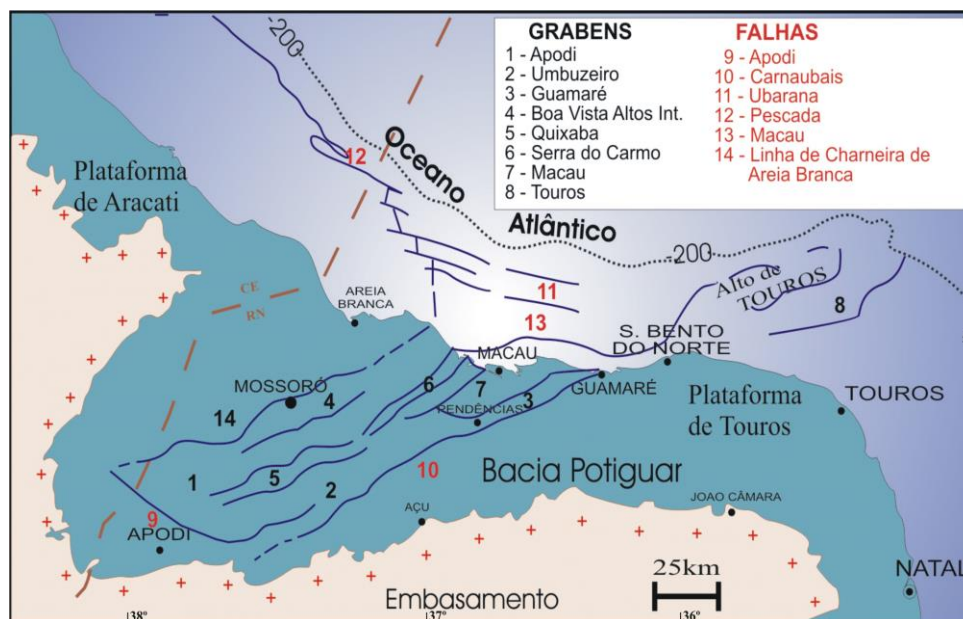 GRABENS
1 - Apodi
2 - Umbuzeiro
3 - Guamaré
4 - Boa Vista Altos Int.
5 - Quixaba
6 - Serra do Carmo
7 - Macau
8 - Touros
FALHAS
9 - Apodi
10 - Carnaubais
11 - Ubarana
12 - Pescada
13 - Macau
14 - Linha de Charneira de
Areia Branca
-200
12
Oceano
Atlântico
Plataforma
de Aracati
-200
Alto de
TOUROS
8
11
CE
RN
AREIA
BRANCA
13
S. BENTO
DO NORTE
MACAU
MOSSORÓ
6
7
GUAMARÉ
TOUROS
14
4
3
PENDÊNCIAS
Plataforma
de Touros
1
5
2
10
Bacia Potiguar
9
APODI
AÇU
JOAO CÂMARA
25km
NATAL
Embasamento
38º
37º
36º